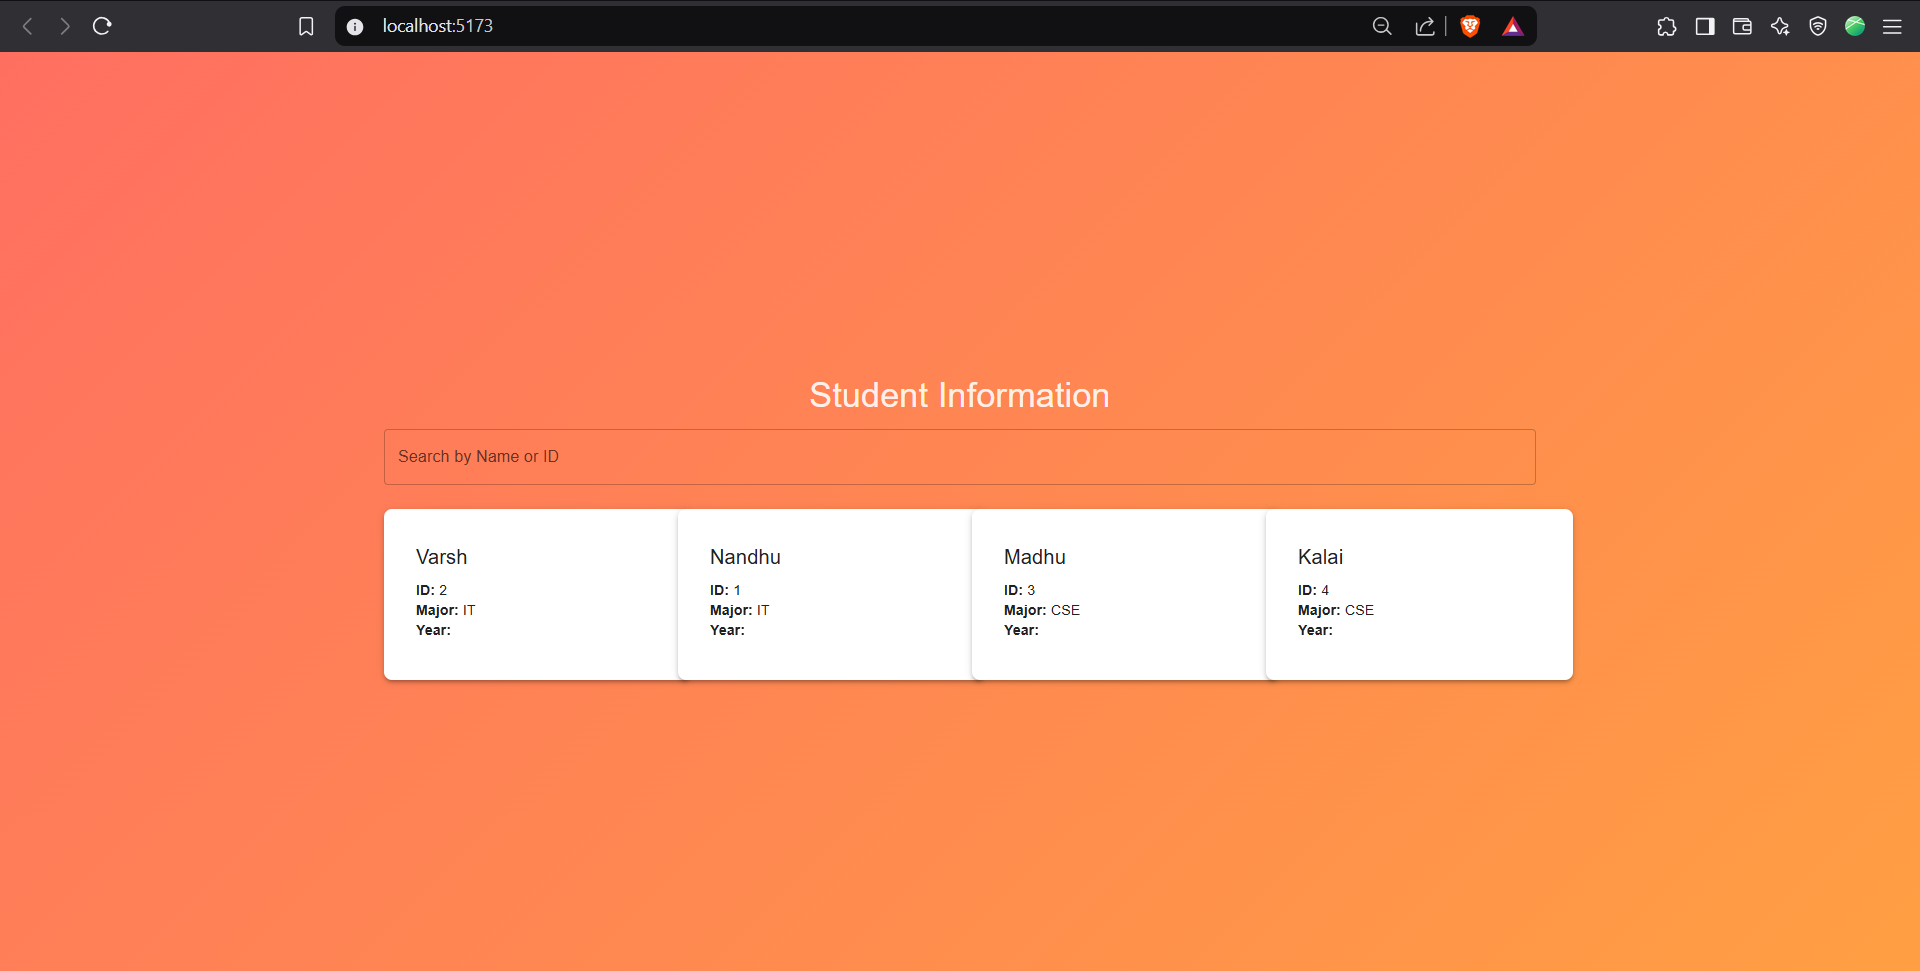 localhost:5173
Student Information
Search by Name or ID
Varsh
ID: 2
Major: IT
Year:
Nandhu
ID: 1
Major: IT
Year:
Madhu
ID: 3
Major: CSE
Year:
Kalai
ID: 4
Major: CSE
Year: